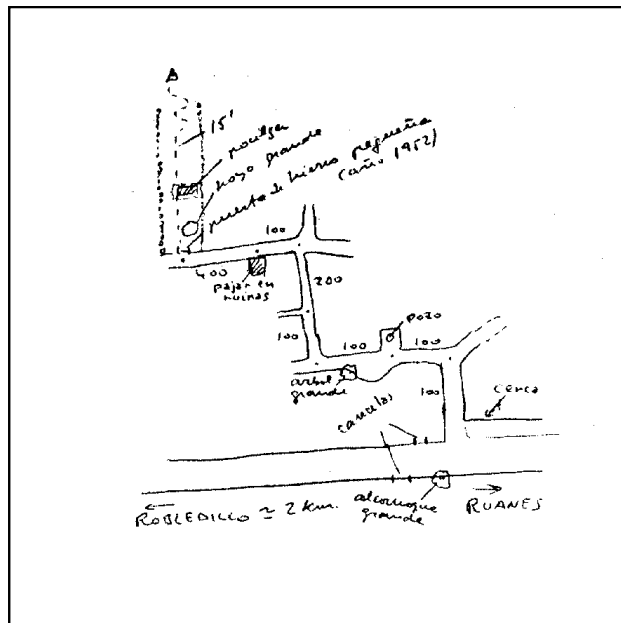 A
15'
pocilga
hoyo grande
puerta de hierro pequeña
(año 1952)
100
400
pajar en
ruinas
200
100
100
pozo
100
arbol
grande
100
cerca
cancelas
alcornoque
grande
←
ROBLEDILLO ≃ 2 km.
→
RUANES